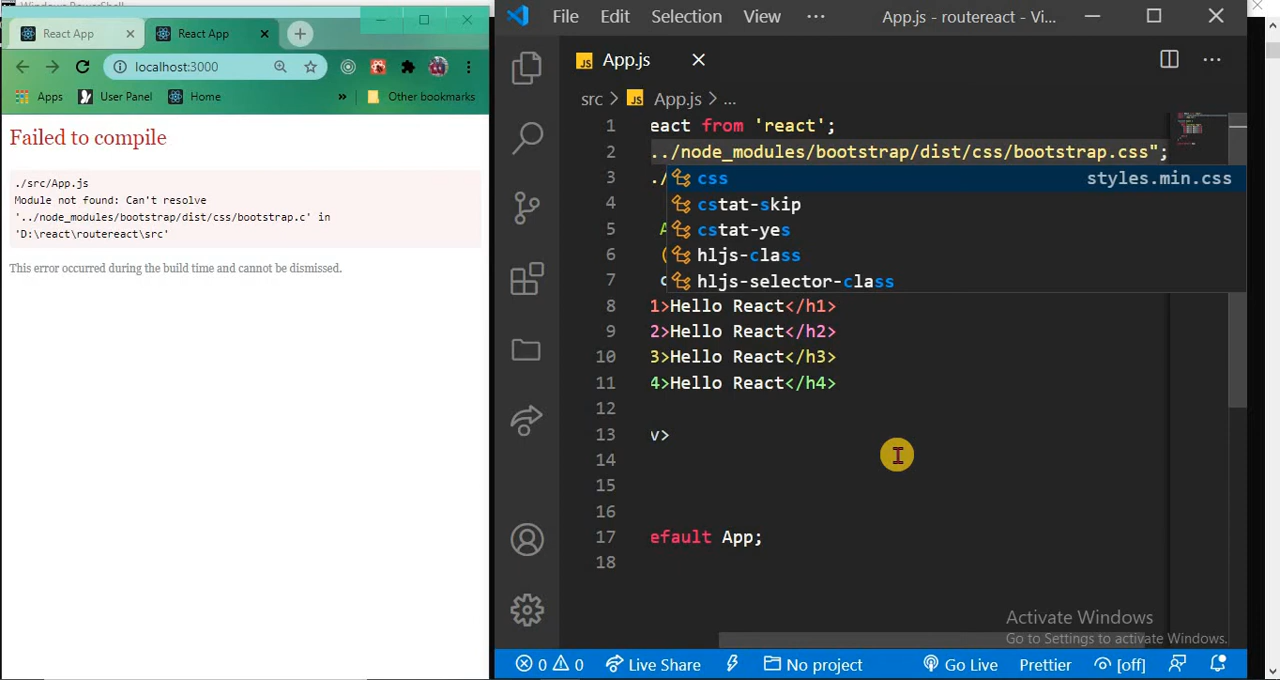 Windows PowerShell
React App
React App
localhost:3000
Apps
User Panel
Home
»
Other bookmarks
Failed to compile
./src/App.js
Module not found: Can't resolve
'../node_modules/bootstrap/dist/css/bootstrap.c' in
'D:\react\routereact\src'
This error occurred during the build time and cannot be dismissed.
File Edit Selection View ··· App.js - routereact - Vi...
JS App.js
src > JS App.js > ...
1 eact from 'react';
2 ../node_modules/bootstrap/dist/css/bootstrap.css";
3 ./
css styles.min.css
4
cstat-skip
5 A
cstat-yes
6 (
hljs-class
7
hljs-selector-class
8 1>Hello React</h1>
9 2>Hello React</h2>
10 3>Hello React</h3>
11 4>Hello React</h4>
12
13 v>
14
15
16
17 efault App;
18
Activate Windows
Go to Settings to activate Windows.
0 0 Live Share No project Go Live Prettier [off]